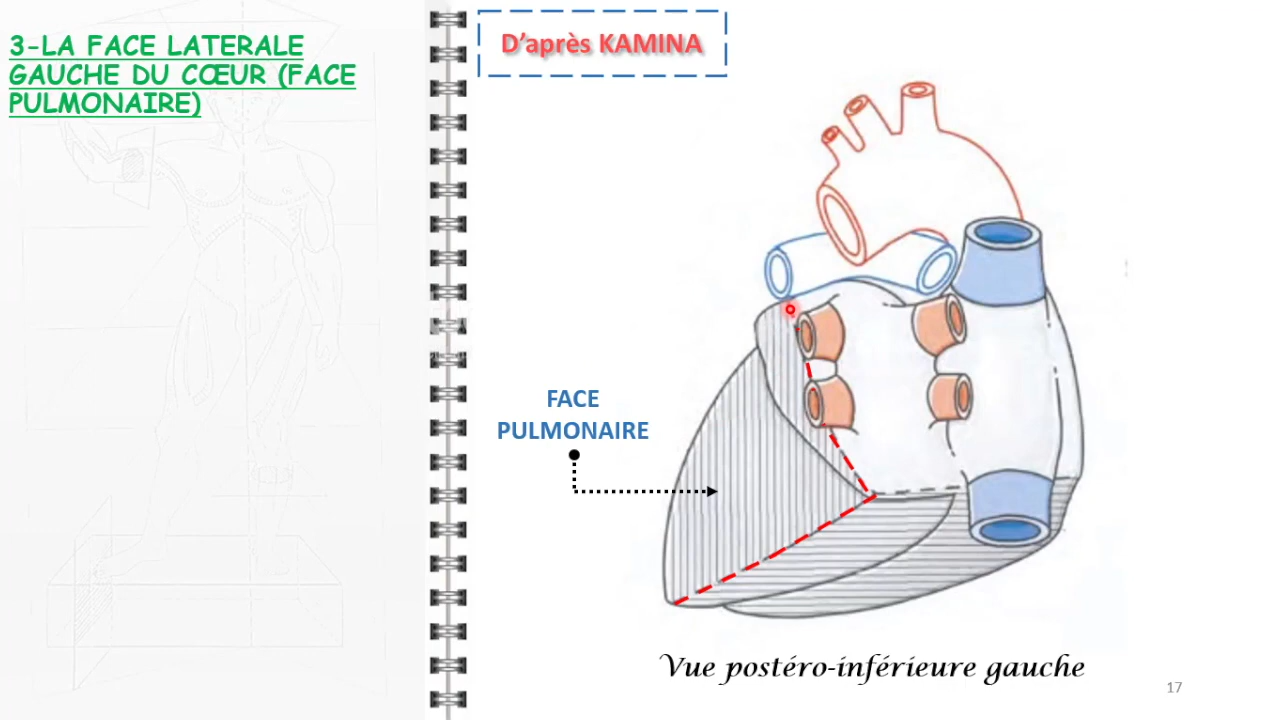 3-LA FACE LATERALE
GAUCHE DU CŒUR (FACE
PULMONAIRE)
D'après KAMINA
FACE
PULMONAIRE
Vue postéro-inférieure gauche
17